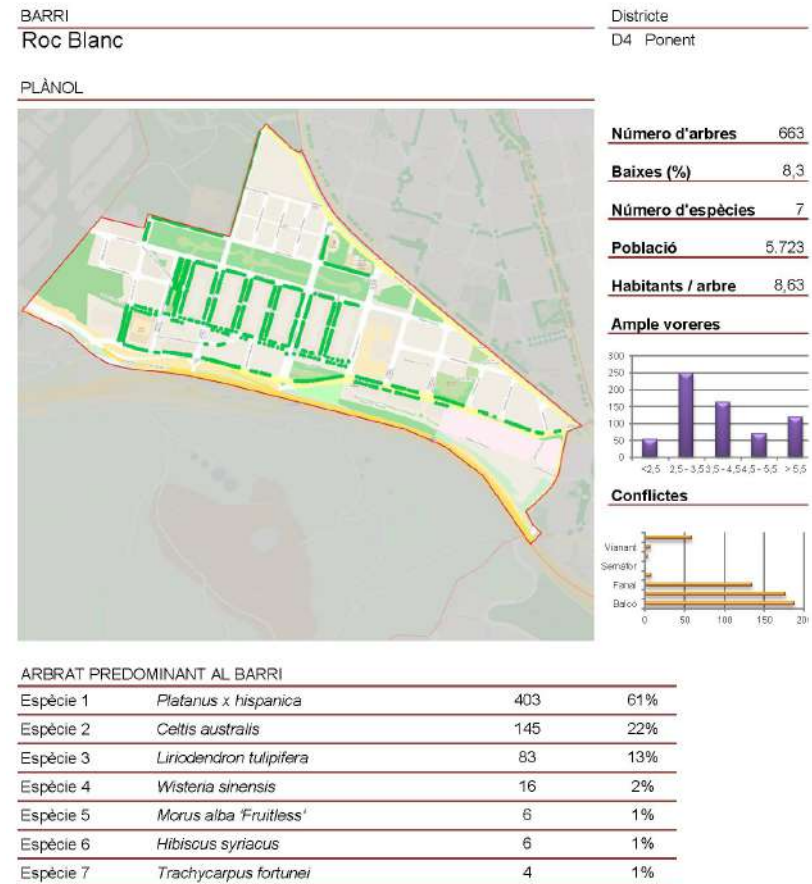 BARRI
Roc Blanc
Districte
D4 Ponent
PLÀNOL
Número d'arbres 663
Baixes (%) 8,3
Número d'espècies 7
Població 5.723
Habitants / arbre 8,63
Ample voreres
300
250
200
150
100
50
0
<2,5 2,5 - 3,5 3,5 - 4,5 4,5 - 5,5 > 5,5
Conflictes
Vianant
Semàfor
Fanal
Balcó
0 50 100 150 20
ARBRAT PREDOMINANT AL BARRI
Espècie 1 Platanus x hispanica 403 61%
Espècie 2 Celtis australis 145 22%
Espècie 3 Liriodendron tulipifera 83 13%
Espècie 4 Wisteria sinensis 16 2%
Espècie 5 Morus alba 'Fruitless' 6 1%
Espècie 6 Hibiscus syriacus 6 1%
Espècie 7 Trachycarpus fortunei 4 1%